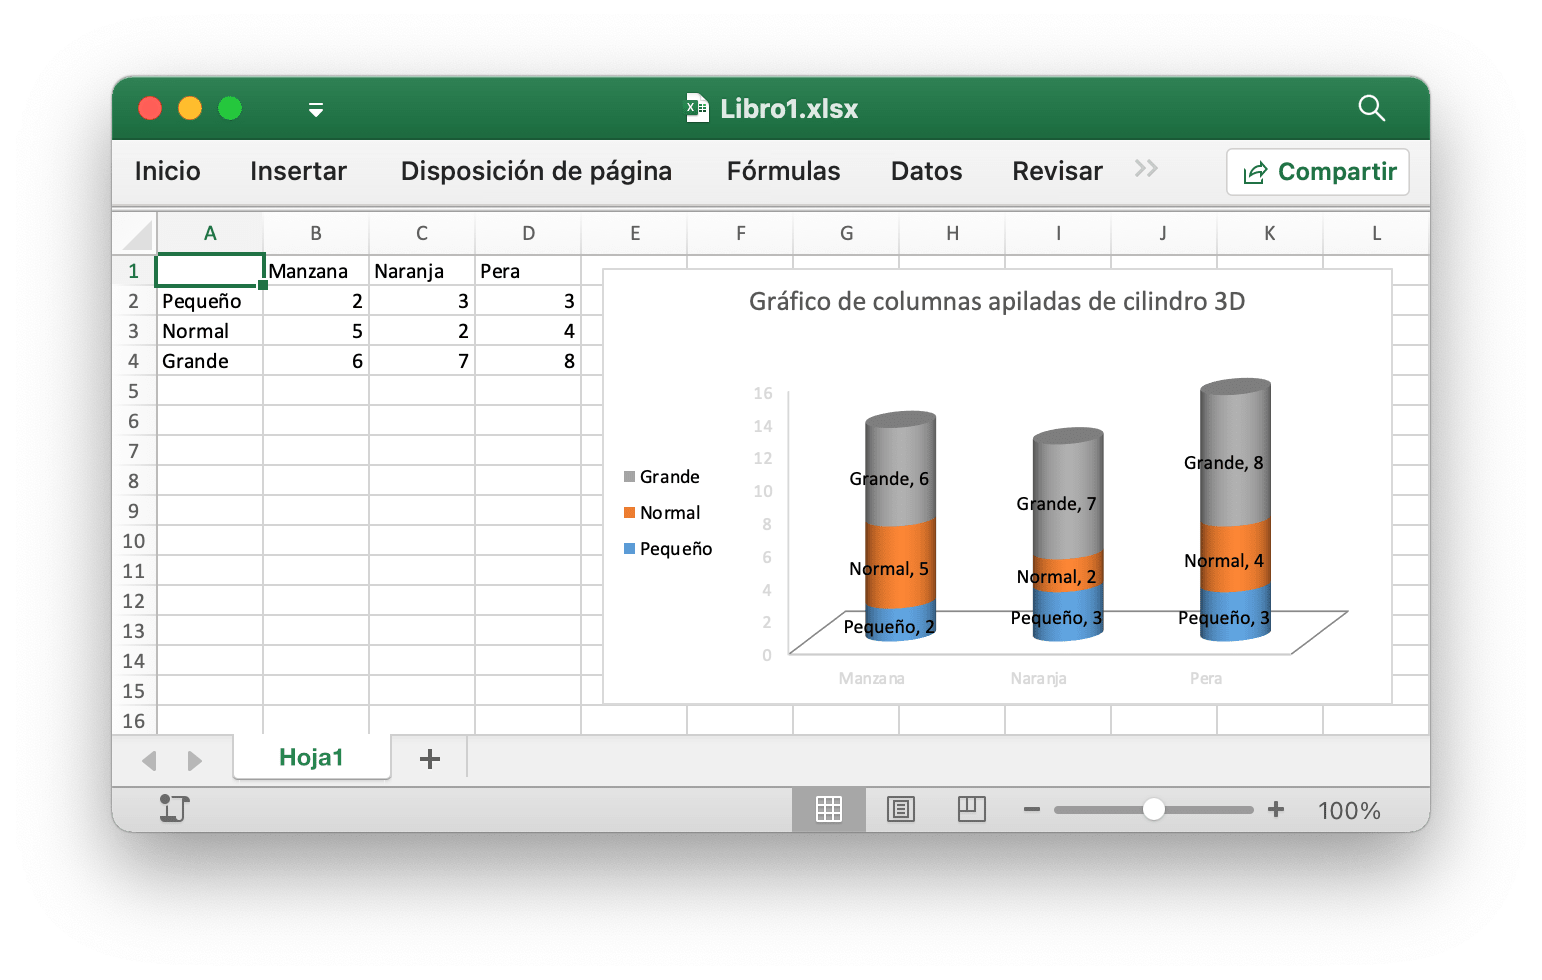 Libro1.xlsx
Inicio Insertar Disposición de página Fórmulas Datos Revisar Compartir
A B C D E F G H I J K L
1 Manzana Naranja Pera
2 Pequeño 2 3 3
3 Normal 5 2 4
4 Grande 6 7 8
5
6
7
8
9
10
11
12
13
14
15
16
Gráfico de columnas apiladas de cilindro 3D
Grande
Normal
Pequeño
16
14
12
10
8
6
4
2
0
Grande, 6
Normal, 5
Pequeño, 2
Grande, 7
Normal, 2
Pequeño, 3
Grande, 8
Normal, 4
Pequeño, 3
Manzana Naranja Pera
Hoja1
100%